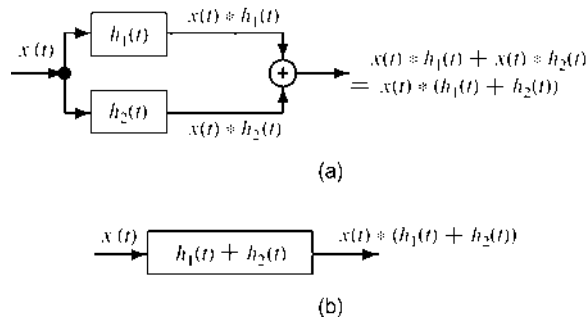 x(t) * h₁(t)
x(t)
h₁(t)
+
x(t) * h₁(t) + x(t) * h₂(t)
= x(t) * (h₁(t) + h₂(t))
h₂(t)
x(t) * h₂(t)
(a)
x(t)
h₁(t) + h₂(t)
x(t) * (h₁(t) + h₂(t))
(b)